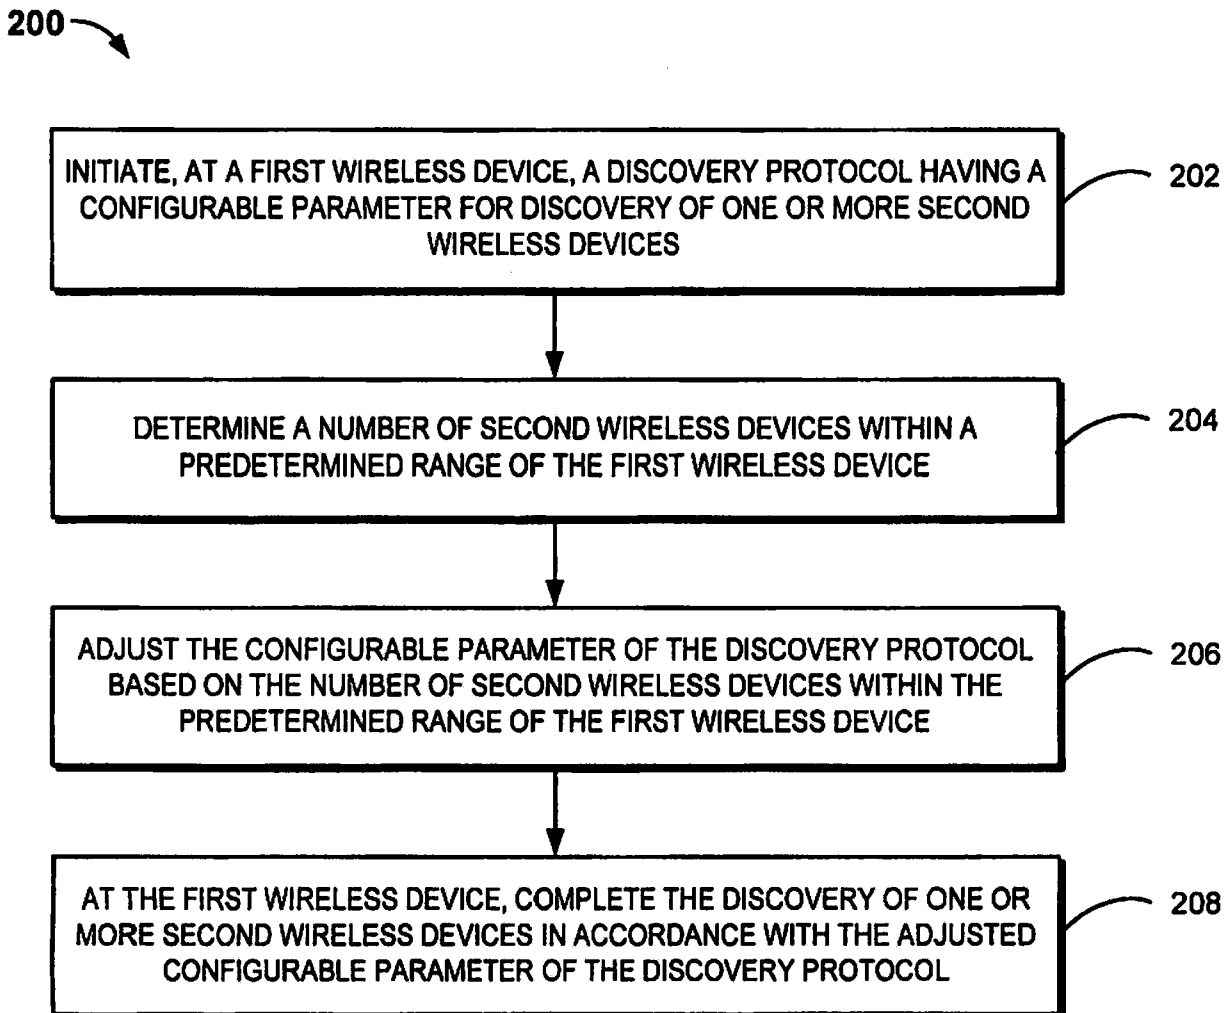 200
INITIATE, AT A FIRST WIRELESS DEVICE, A DISCOVERY PROTOCOL HAVING A
CONFIGURABLE PARAMETER FOR DISCOVERY OF ONE OR MORE SECOND
WIRELESS DEVICES
202
DETERMINE A NUMBER OF SECOND WIRELESS DEVICES WITHIN A
PREDETERMINED RANGE OF THE FIRST WIRELESS DEVICE
204
ADJUST THE CONFIGURABLE PARAMETER OF THE DISCOVERY PROTOCOL
BASED ON THE NUMBER OF SECOND WIRELESS DEVICES WITHIN THE
PREDETERMINED RANGE OF THE FIRST WIRELESS DEVICE
206
AT THE FIRST WIRELESS DEVICE, COMPLETE THE DISCOVERY OF ONE OR
MORE SECOND WIRELESS DEVICES IN ACCORDANCE WITH THE ADJUSTED
CONFIGURABLE PARAMETER OF THE DISCOVERY PROTOCOL
208